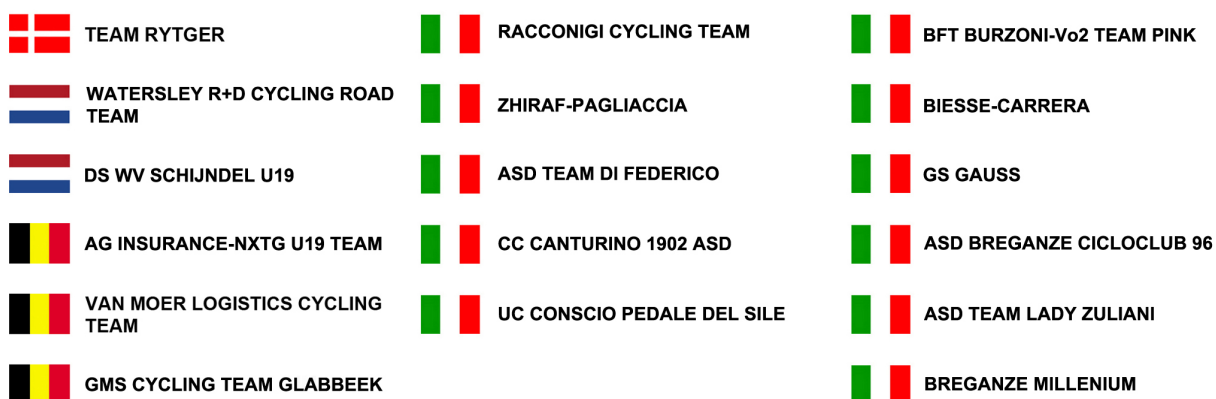 TEAM RYTGER
WATERSLEY R+D CYCLING ROAD
TEAM
DS WV SCHIJNDEL U19
AG INSURANCE-NXTG U19 TEAM
VAN MOER LOGISTICS CYCLING
TEAM
GMS CYCLING TEAM GLABBEEK
RACCONIGI CYCLING TEAM
ZHIRAF-PAGLIACCIA
ASD TEAM DI FEDERICO
CC CANTURINO 1902 ASD
UC CONSCIO PEDALE DEL SILE
BFT BURZONI-Vo2 TEAM PINK
BIESSE-CARRERA
GS GAUSS
ASD BREGANZE CICLOCLUB 96
ASD TEAM LADY ZULIANI
BREGANZE MILLENIUM